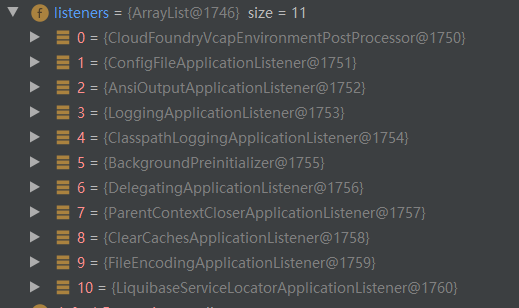 f listeners = {ArrayList@1746} size = 11
0 = {CloudFoundryVcapEnvironmentPostProcessor@1750}
1 = {ConfigFileApplicationListener@1751}
2 = {AnsiOutputApplicationListener@1752}
3 = {LoggingApplicationListener@1753}
4 = {ClasspathLoggingApplicationListener@1754}
5 = {BackgroundPreinitializer@1755}
6 = {DelegatingApplicationListener@1756}
7 = {ParentContextCloserApplicationListener@1757}
8 = {ClearCachesApplicationListener@1758}
9 = {FileEncodingApplicationListener@1759}
10 = {LiquibaseServiceLocatorApplicationListener@1760}